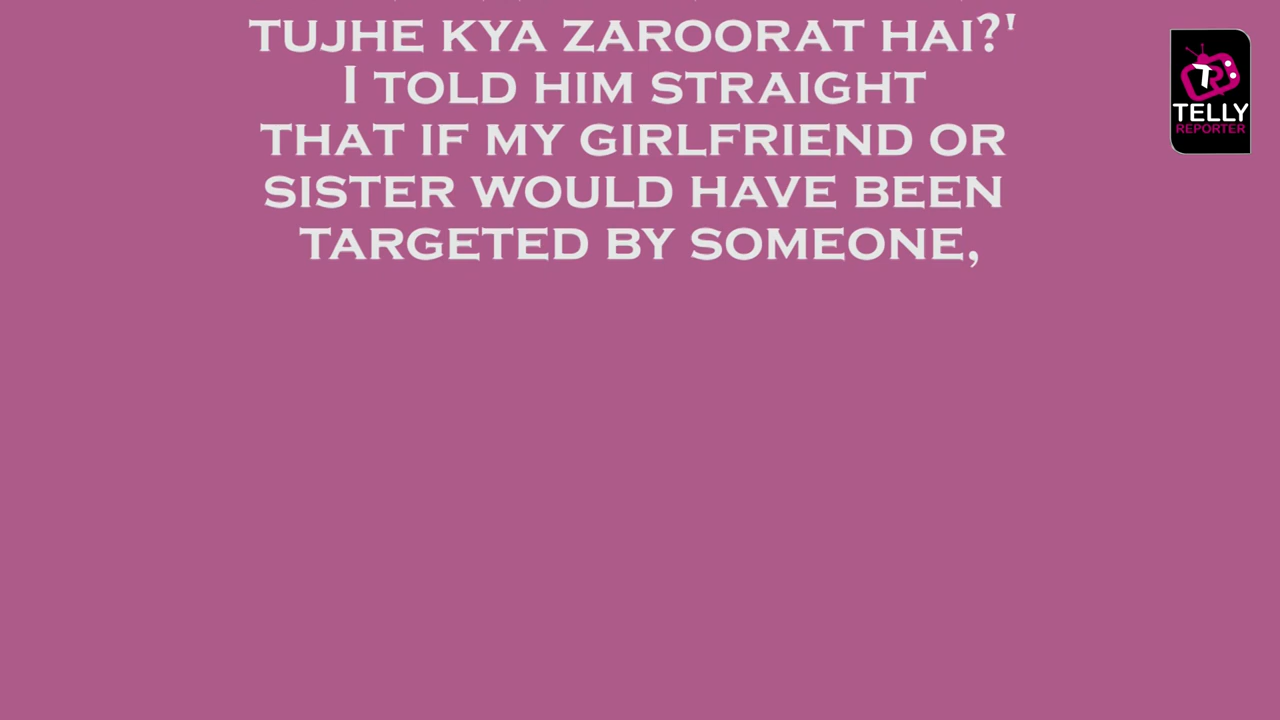 TUJHE KYA ZAROORAT HAI?'
I TOLD HIM STRAIGHT
THAT IF MY GIRLFRIEND OR
SISTER WOULD HAVE BEEN
TARGETED BY SOMEONE,
TR
TELLY
REPORTER